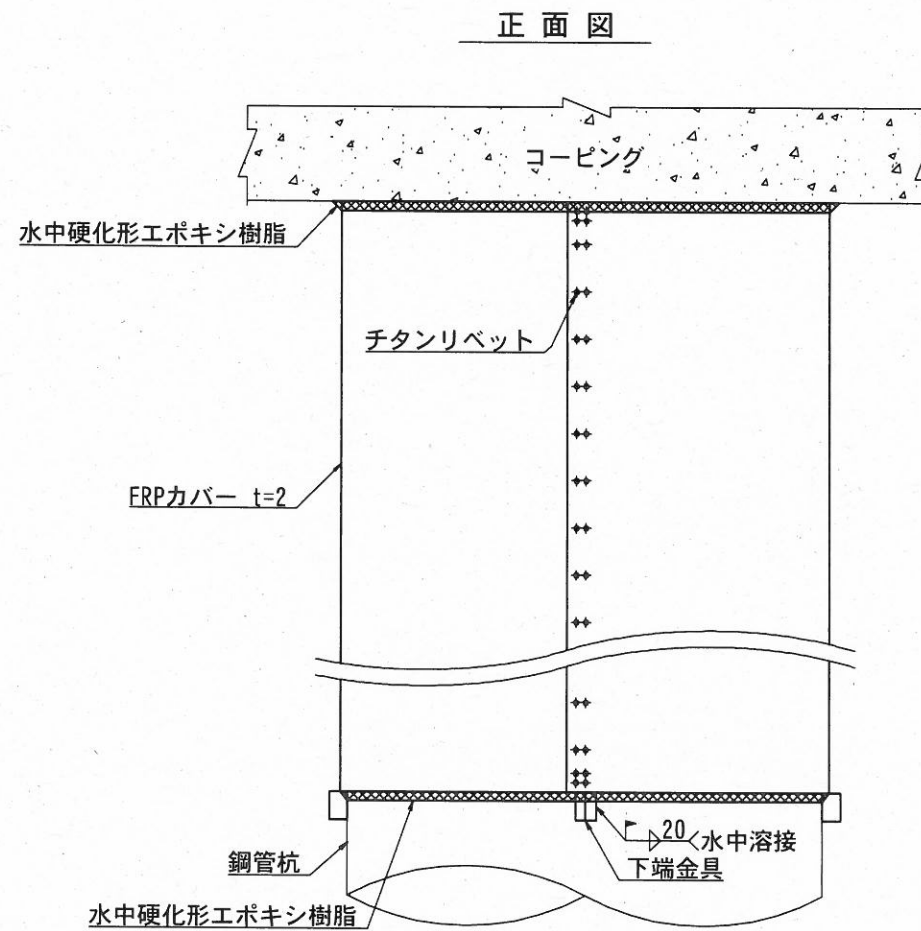 正面図
コーピング
水中硬化形エポキシ樹脂
チタンリベット
FRPカバー t=2
20
水中溶接
鋼管杭
下端金具
水中硬化形エポキシ樹脂